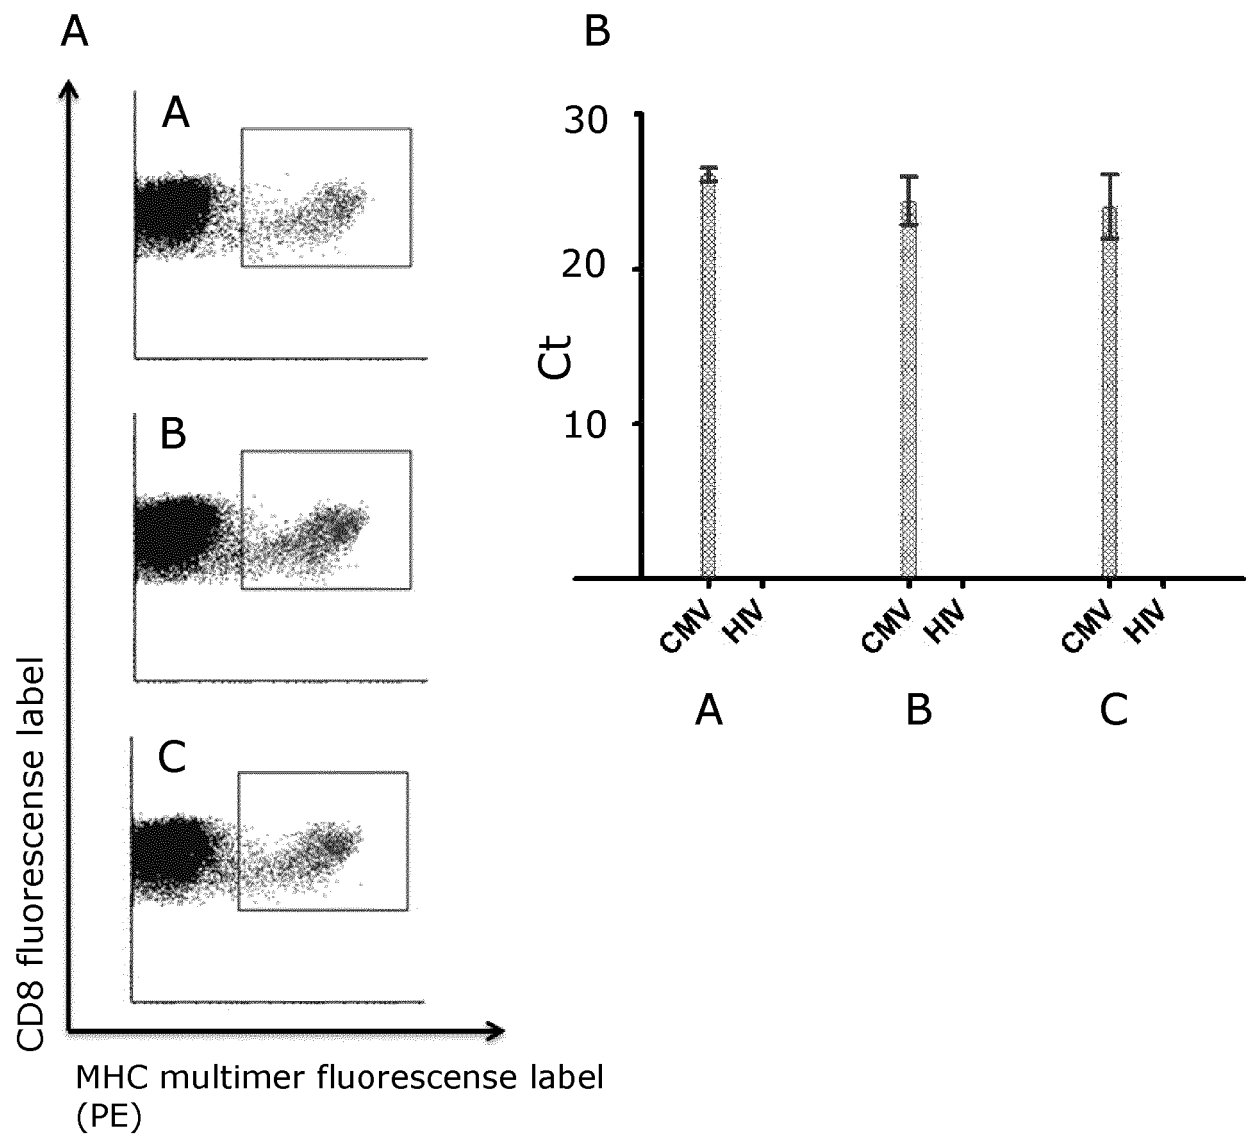 A
A
B
C
CD8 fluorescense label
MHC multimer fluorescense label
(PE)
B
30
20
10
Ct
CMV HIV CMV HIV CMV HIV
A B C